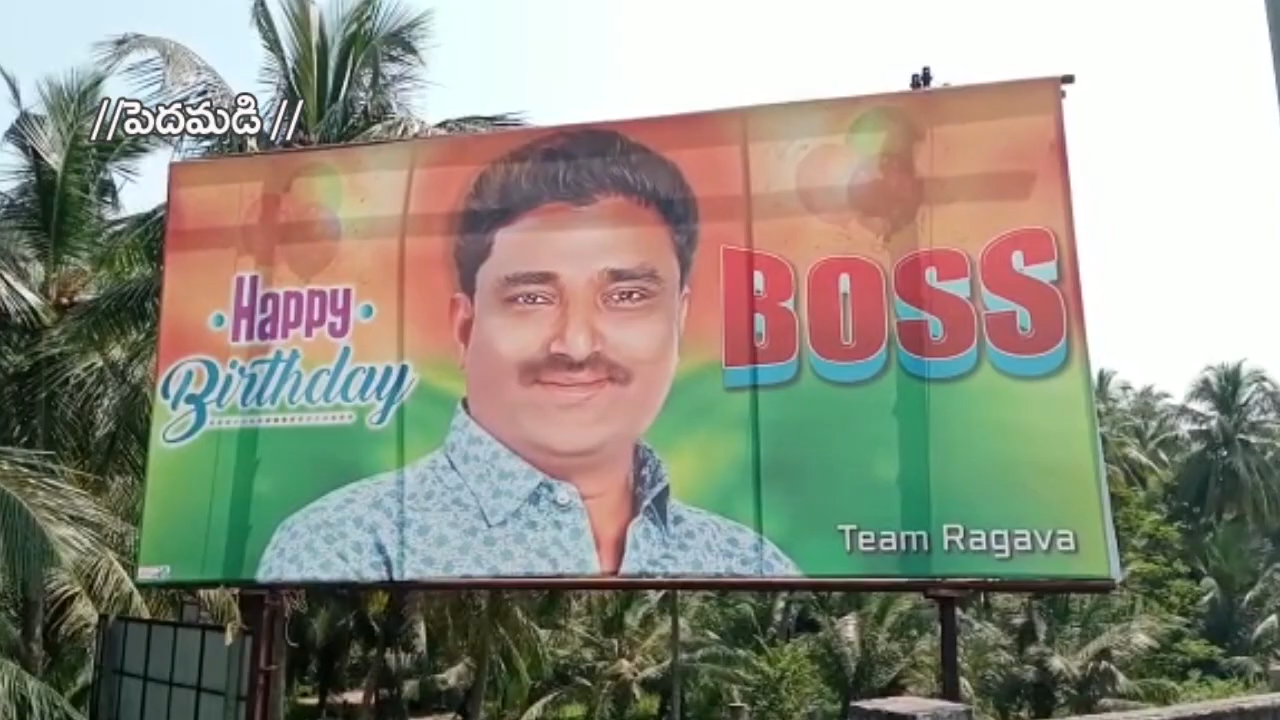 //పెదమడి //
Happy
Birthday
BOSS
Team Ragava